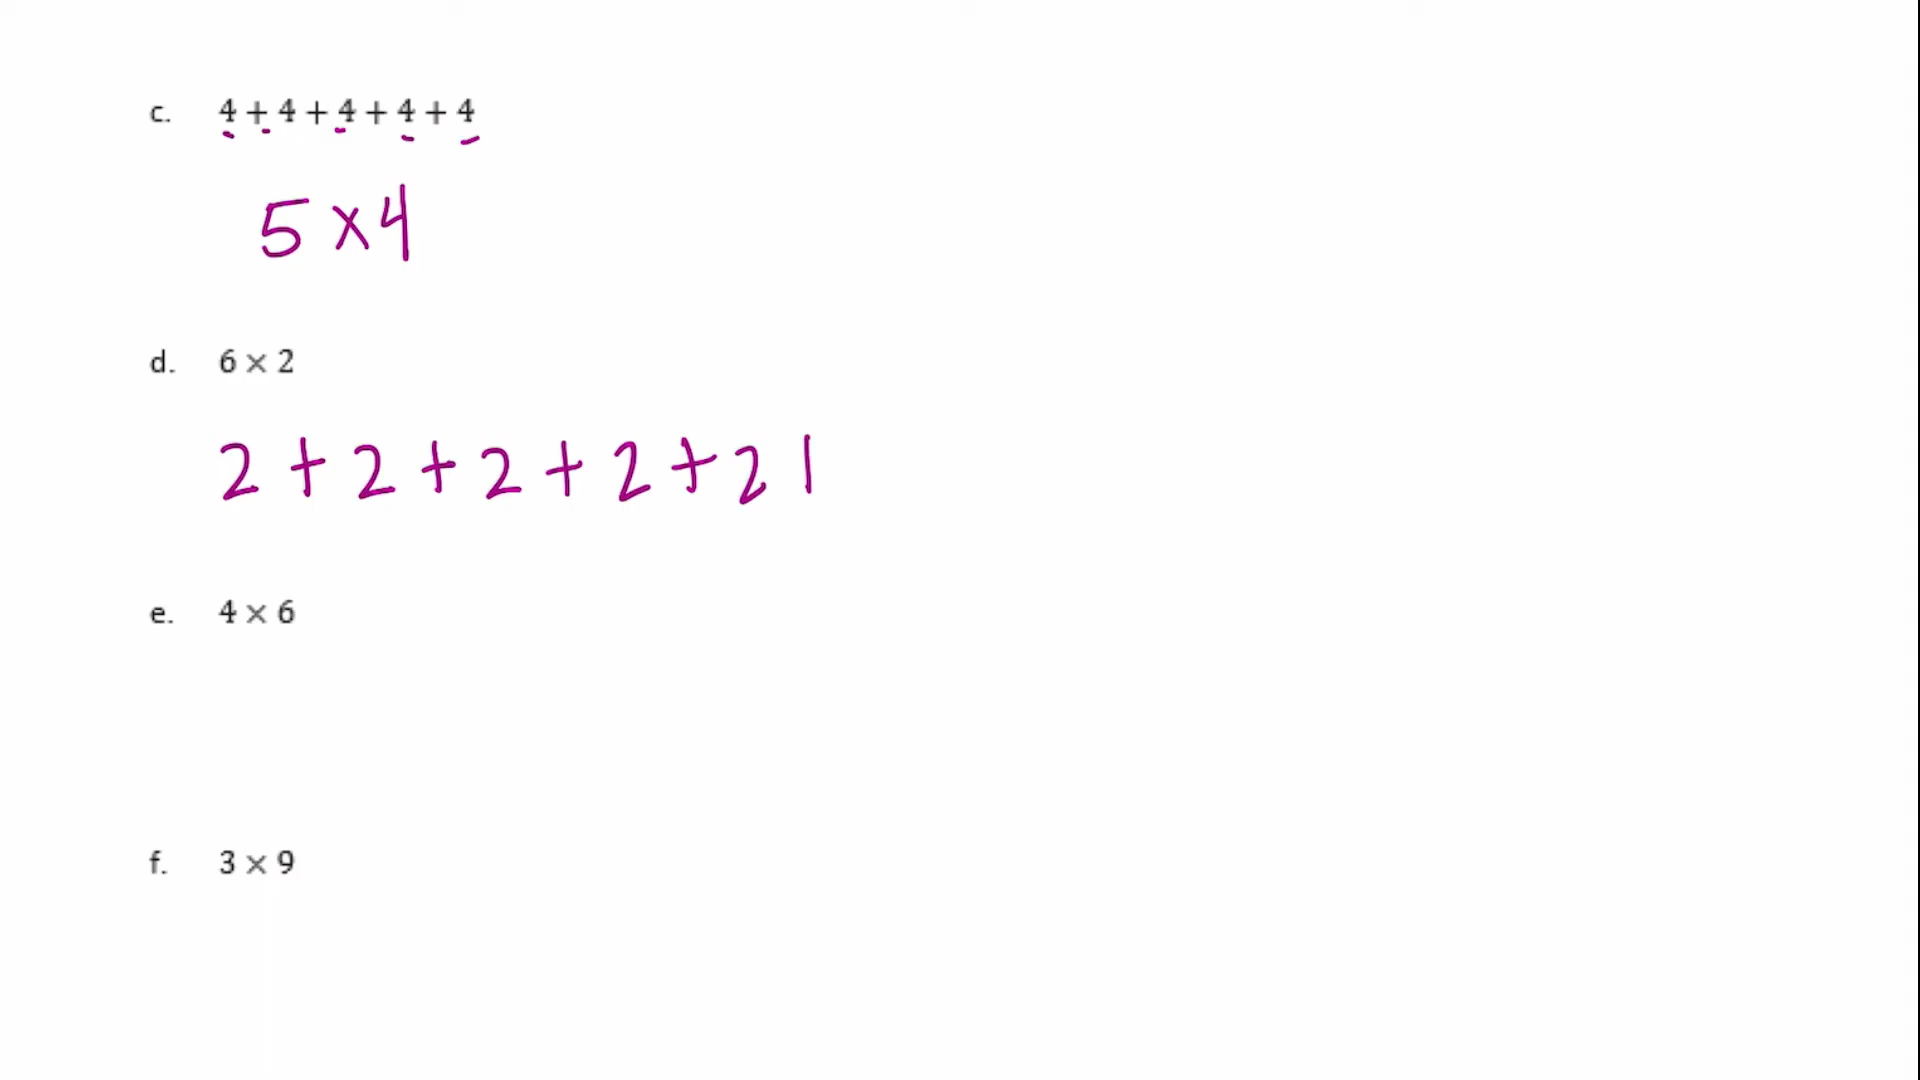 c. 4 + 4 + 4 + 4 + 4
5 × 4
d. 6 × 2
2 + 2 + 2 + 2 + 2 |
e. 4 × 6
f. 3 × 9